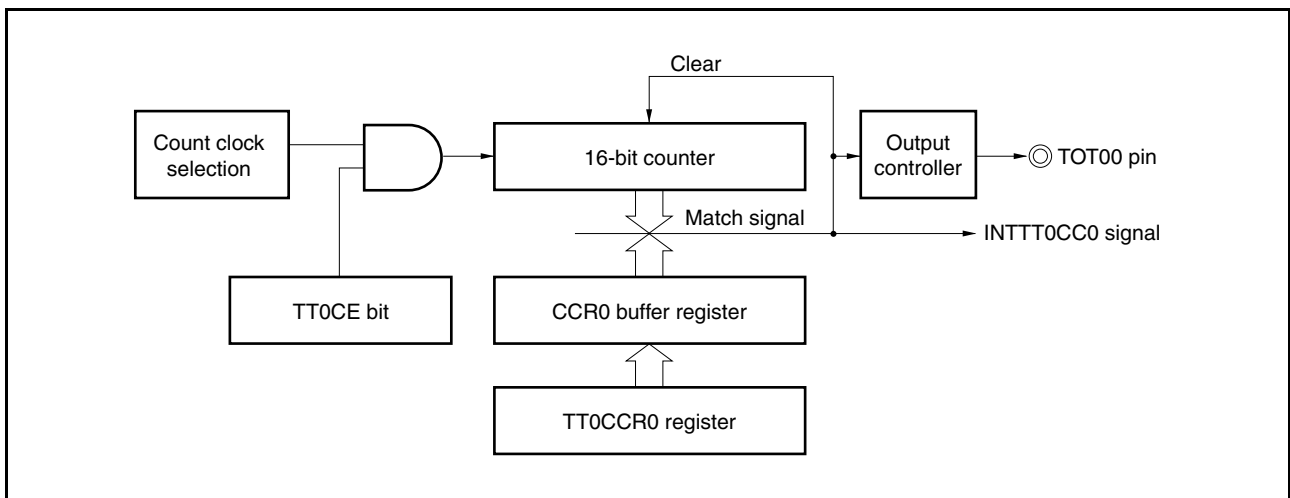 Clear
Count clock
selection
16-bit counter
Output
controller
TOT00 pin
Match signal
INTTT0CC0 signal
TT0CE bit
CCR0 buffer register
TT0CCR0 register